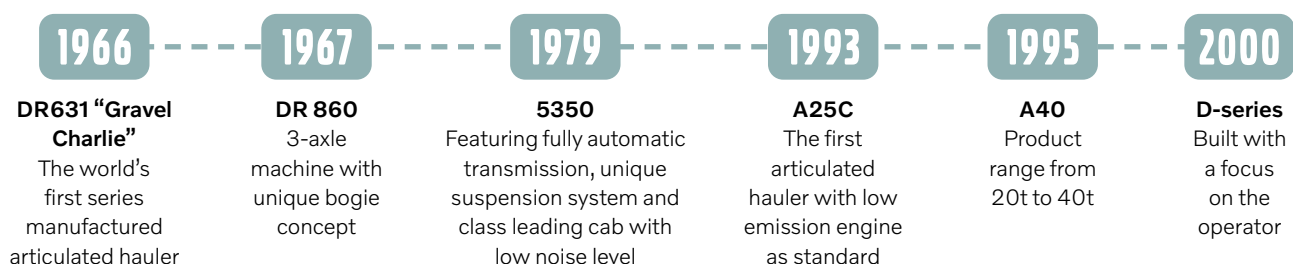 1966
DR631 “Gravel
Charlie”
The world’s
first series
manufactured
articulated hauler
1967
DR 860
3-axle
machine with
unique bogie
concept
1979
5350
Featuring fully automatic
transmission, unique
suspension system and
class leading cab with
low noise level
1993
A25C
The first
articulated
hauler with low
emission engine
as standard
1995
A40
Product
range from
20t to 40t
2000
D-series
Built with
a focus
on the
operator